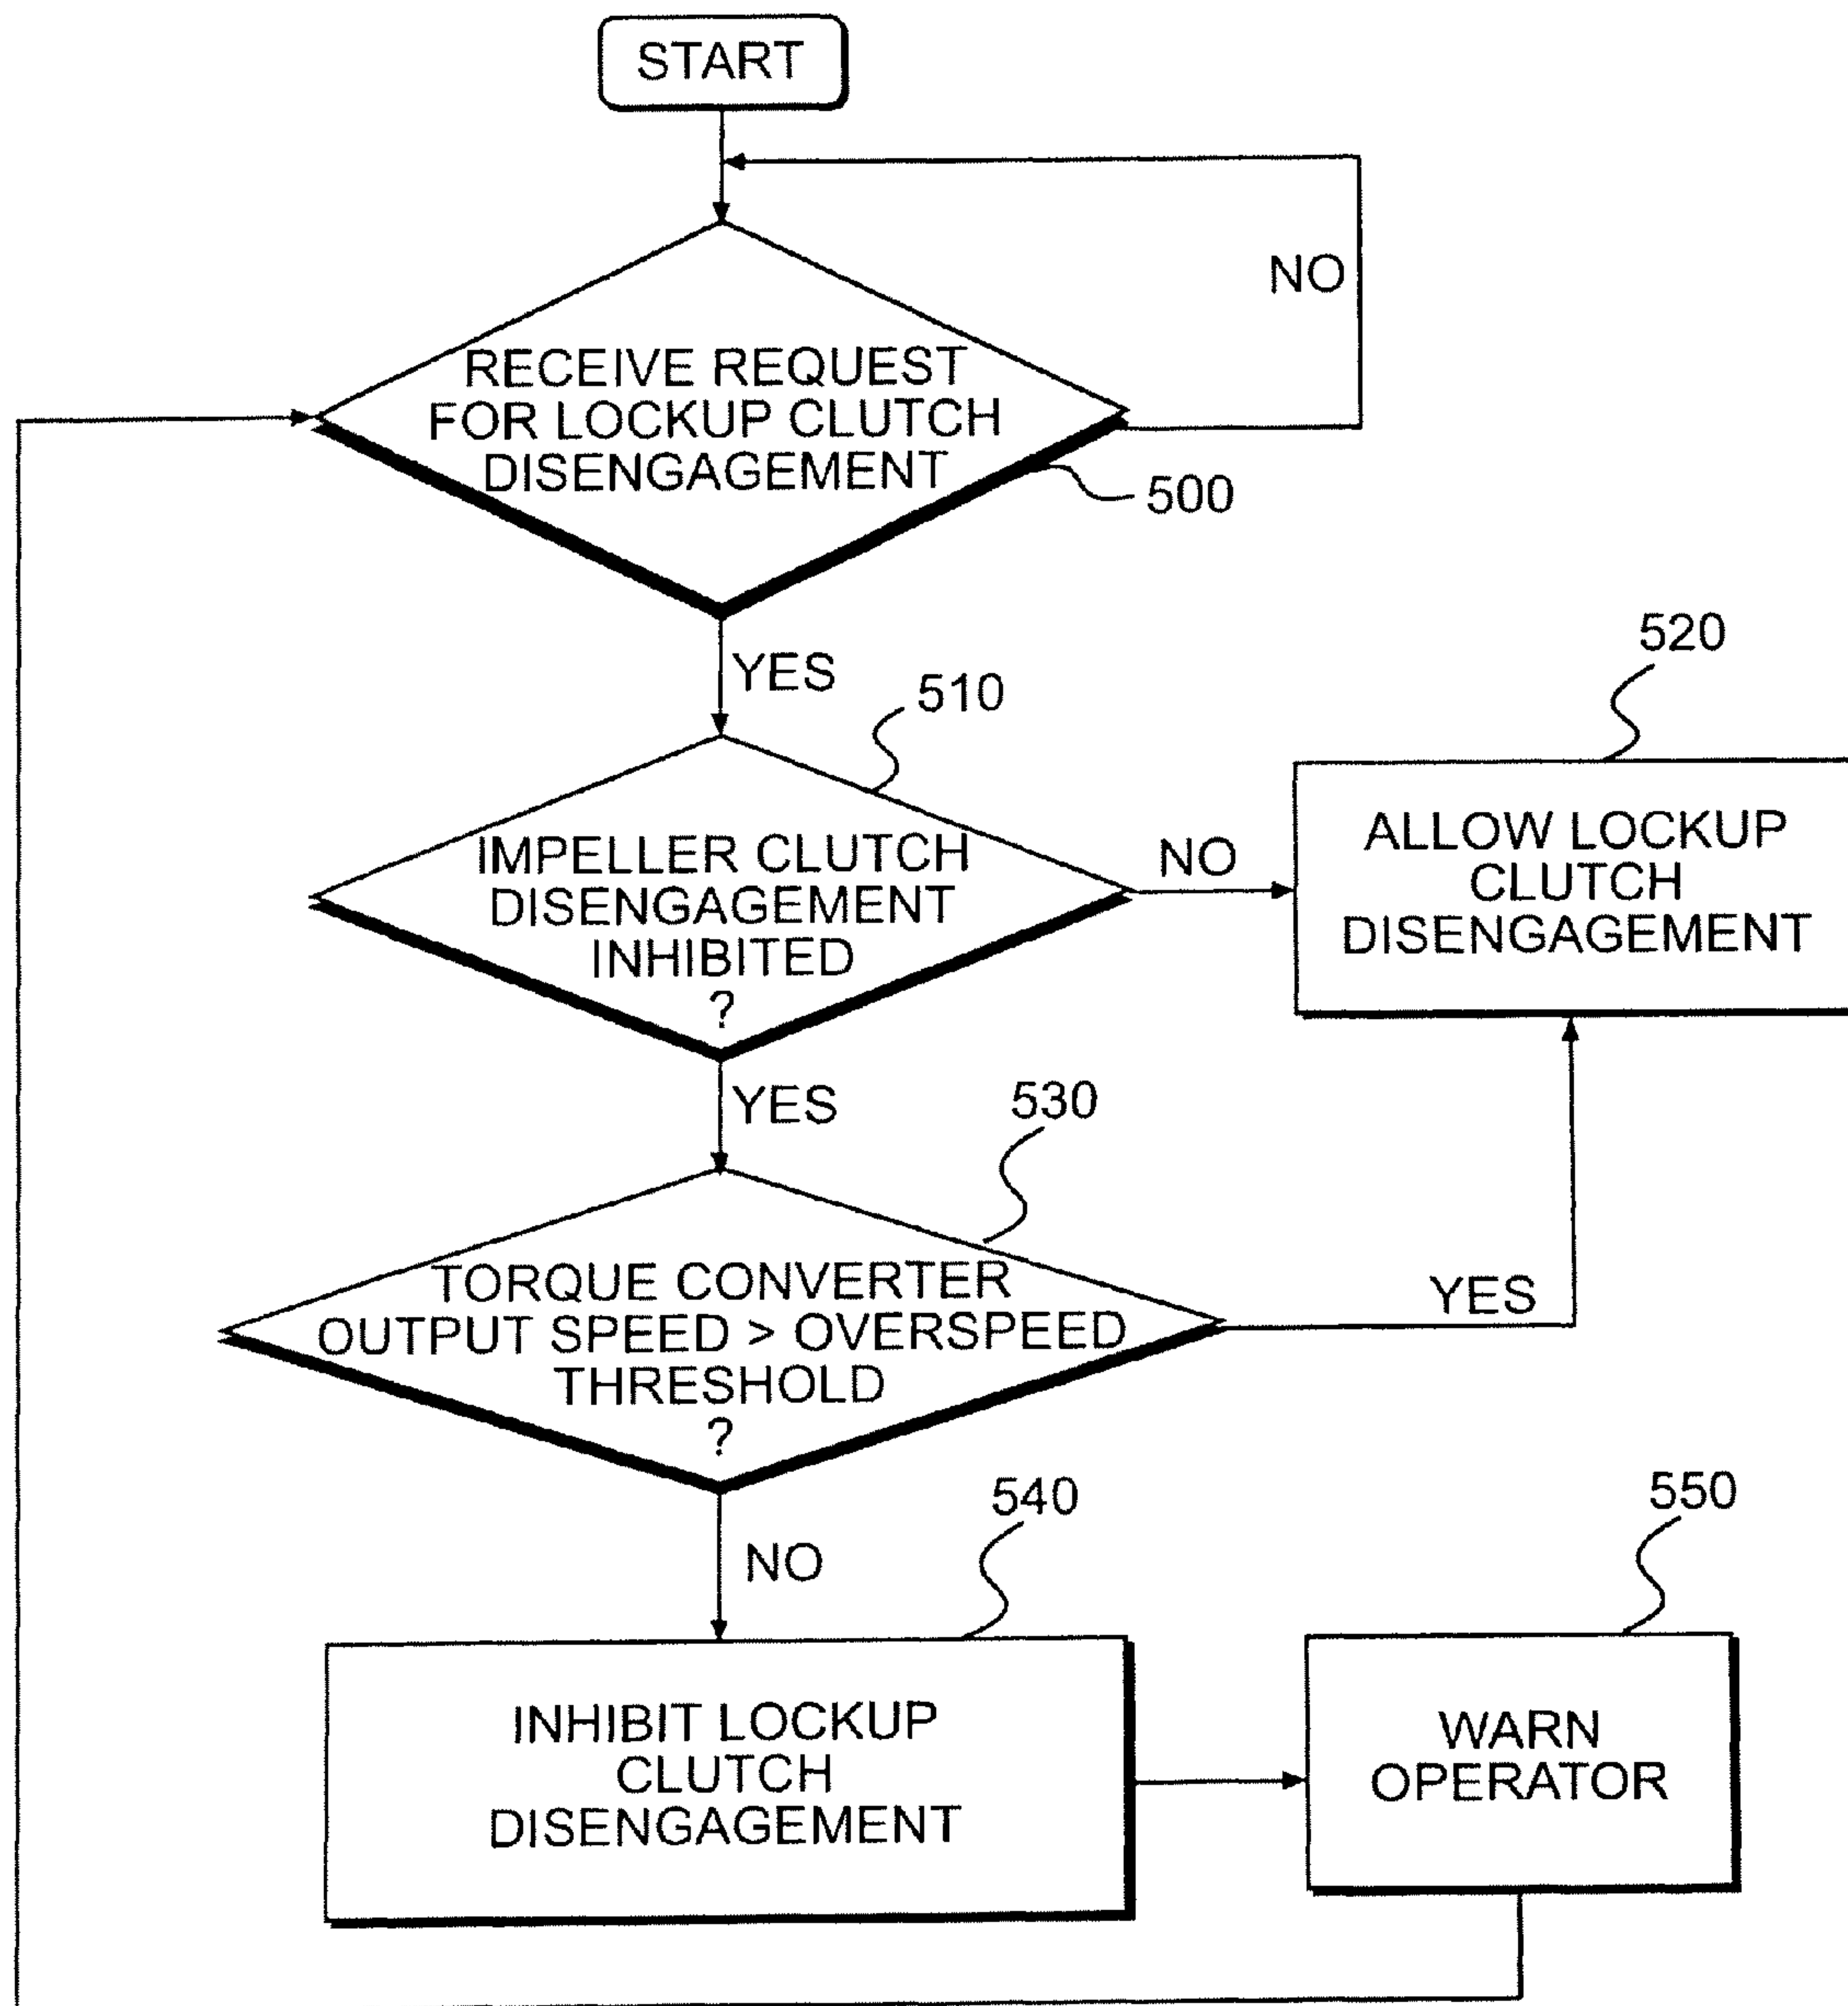 START
NO
RECEIVE REQUEST
FOR LOCKUP CLUTCH
DISENGAGEMENT
500
YES
510
520
IMPELLER CLUTCH
DISENGAGEMENT
INHIBITED
?
NO
ALLOW LOCKUP
CLUTCH
DISENGAGEMENT
YES
530
TORQUE CONVERTER
OUTPUT SPEED > OVERSPEED
THRESHOLD
?
YES
NO
540
550
INHIBIT LOCKUP
CLUTCH
DISENGAGEMENT
WARN
OPERATOR